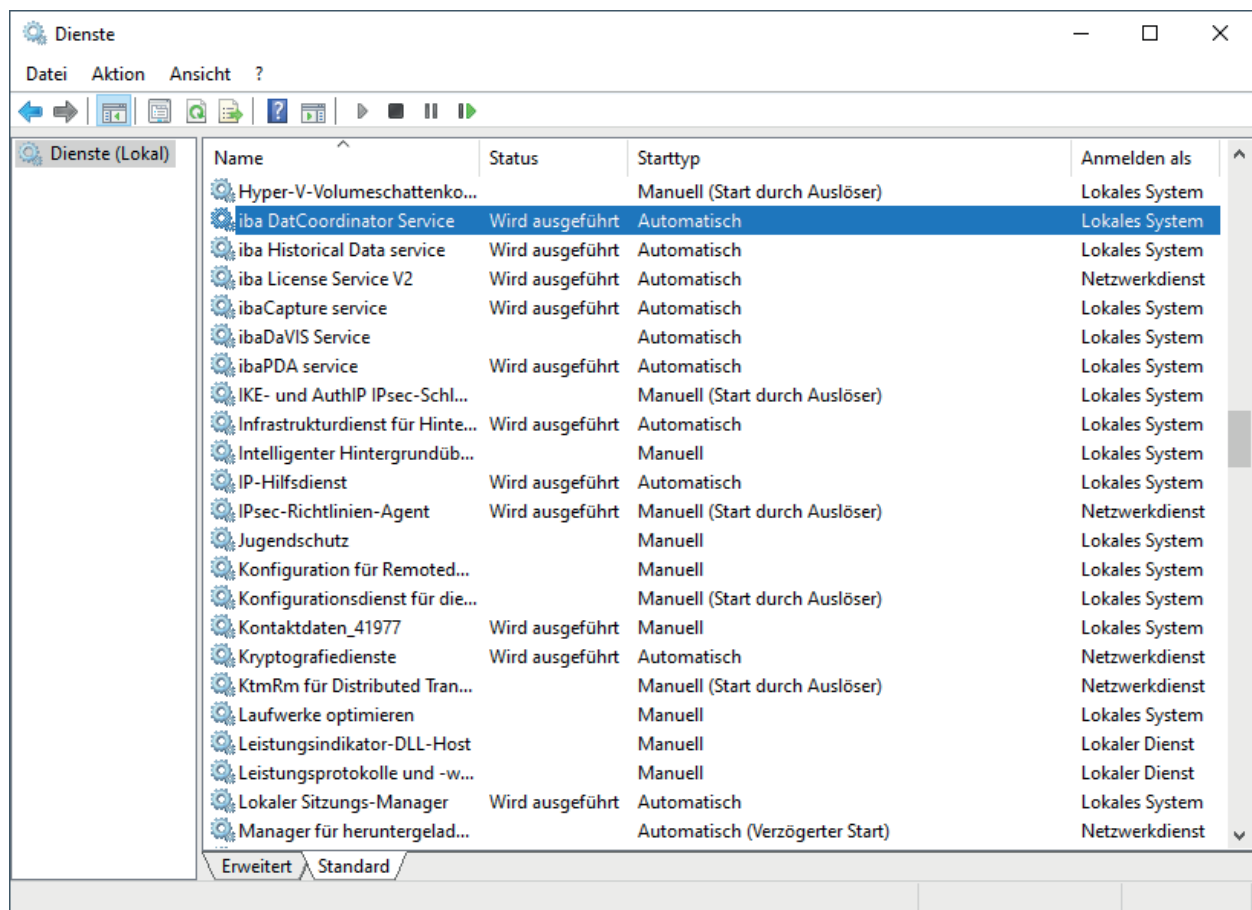 Dienste
Datei Aktion Ansicht ?
Dienste (Lokal)
Name Status Starttyp Anmelden als
Hyper-V-Volumeschattenko... Manuell (Start durch Auslöser) Lokales System
iba DatCoordinator Service Wird ausgeführt Automatisch Lokales System
iba Historical Data service Wird ausgeführt Automatisch Lokales System
iba License Service V2 Wird ausgeführt Automatisch Netzwerkdienst
ibaCapture service Wird ausgeführt Automatisch Lokales System
ibaDaVIS Service Automatisch Lokales System
ibaPDA service Wird ausgeführt Automatisch Lokales System
IKE- und AuthIP IPsec-Schl... Manuell (Start durch Auslöser) Lokales System
Infrastrukturdienst für Hinte... Wird ausgeführt Automatisch Lokales System
Intelligenter Hintergrundüb... Manuell Lokales System
IP-Hilfsdienst Wird ausgeführt Automatisch Lokales System
IPsec-Richtlinien-Agent Wird ausgeführt Manuell (Start durch Auslöser) Netzwerkdienst
Jugendschutz Manuell Lokales System
Konfiguration für Remoted... Manuell Lokales System
Konfigurationsdienst für die... Manuell (Start durch Auslöser) Lokales System
Kontaktdaten_41977 Wird ausgeführt Manuell Lokales System
Kryptografiedienste Wird ausgeführt Automatisch Netzwerkdienst
KtmRm für Distributed Tran... Manuell (Start durch Auslöser) Netzwerkdienst
Laufwerke optimieren Manuell Lokales System
Leistungsindikator-DLL-Host Manuell Lokaler Dienst
Leistungsprotokolle und -w... Manuell Lokaler Dienst
Lokaler Sitzungs-Manager Wird ausgeführt Automatisch Lokales System
Manager für heruntergelad... Automatisch (Verzögerter Start) Netzwerkdienst
Erweitert Standard